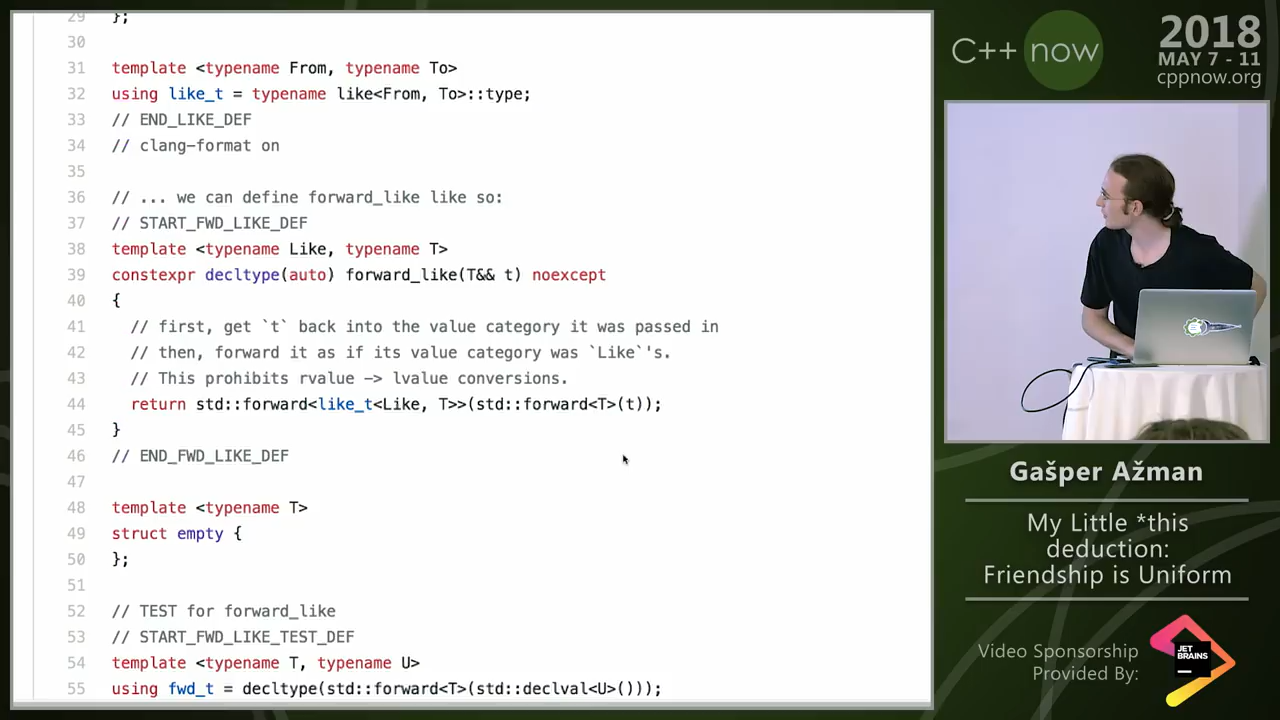 29 };
30
31 template <typename From, typename To>
32 using like_t = typename like<From, To>::type;
33 // END_LIKE_DEF
34 // clang-format on
35
36 // ... we can define forward_like like so:
37 // START_FWD_LIKE_DEF
38 template <typename Like, typename T>
39 constexpr decltype(auto) forward_like(T&& t) noexcept
40 {
41 // first, get `t` back into the value category it was passed in
42 // then, forward it as if its value category was `Like`'s.
43 // This prohibits rvalue -> lvalue conversions.
44 return std::forward<like_t<Like, T>>(std::forward<T>(t));
45 }
46 // END_FWD_LIKE_DEF
47
48 template <typename T>
49 struct empty {
50 };
51
52 // TEST for forward_like
53 // START_FWD_LIKE_TEST_DEF
54 template <typename T, typename U>
55 using fwd_t = decltype(std::forward<T>(std::declval<U>()));
C++ now
2018
MAY 7 - 11
cppnow.org
Gašper Ažman
My Little *this
deduction:
Friendship is Uniform
Video Sponsorship
Provided By:
JET
BRAINS